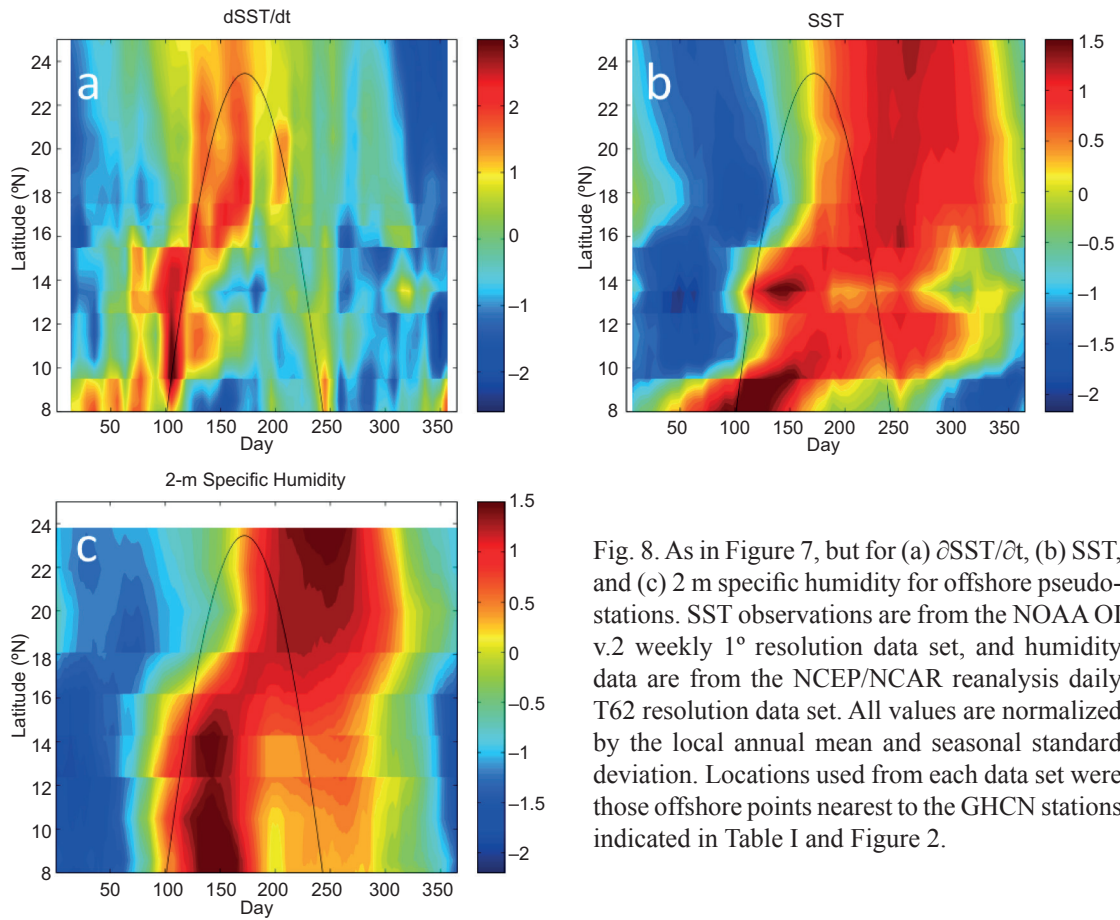 dSST/dt
a
Latitude (ºN)
24
22
20
18
16
14
12
10
8
50 100 150 200 250 300 350
Day
3
2
1
0
−1
−2
SST
b
Latitude (ºN)
24
22
20
18
16
14
12
10
8
50 100 150 200 250 300 350
Day
1.5
1
0.5
0
−0.5
−1
−1.5
−2
2-m Specific Humidity
c
Latitude (ºN)
24
22
20
18
16
14
12
10
8
50 100 150 200 250 300 350
Day
1.5
1
0.5
0
−0.5
−1
−1.5
−2
Fig. 8. As in Figure 7, but for (a) ∂SST/∂t, (b) SST,
and (c) 2 m specific humidity for offshore pseudo-
stations. SST observations are from the NOAA OI
v.2 weekly 1º resolution data set, and humidity
data are from the NCEP/NCAR reanalysis daily
T62 resolution data set. All values are normalized
by the local annual mean and seasonal standard
deviation. Locations used from each data set were
those offshore points nearest to the GHCN stations
indicated in Table I and Figure 2.